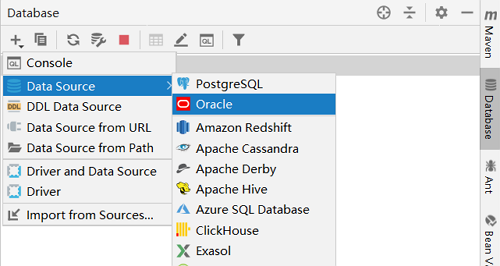 Database
QL
Console
Data Source
DDL Data Source
Data Source from URL
Data Source from Path
Driver and Data Source
Driver
Import from Sources...
PostgreSQL
Oracle
Amazon Redshift
Apache Cassandra
Apache Derby
Apache Hive
Azure SQL Database
ClickHouse
Exasol
Maven
Database
Ant
Bean Va